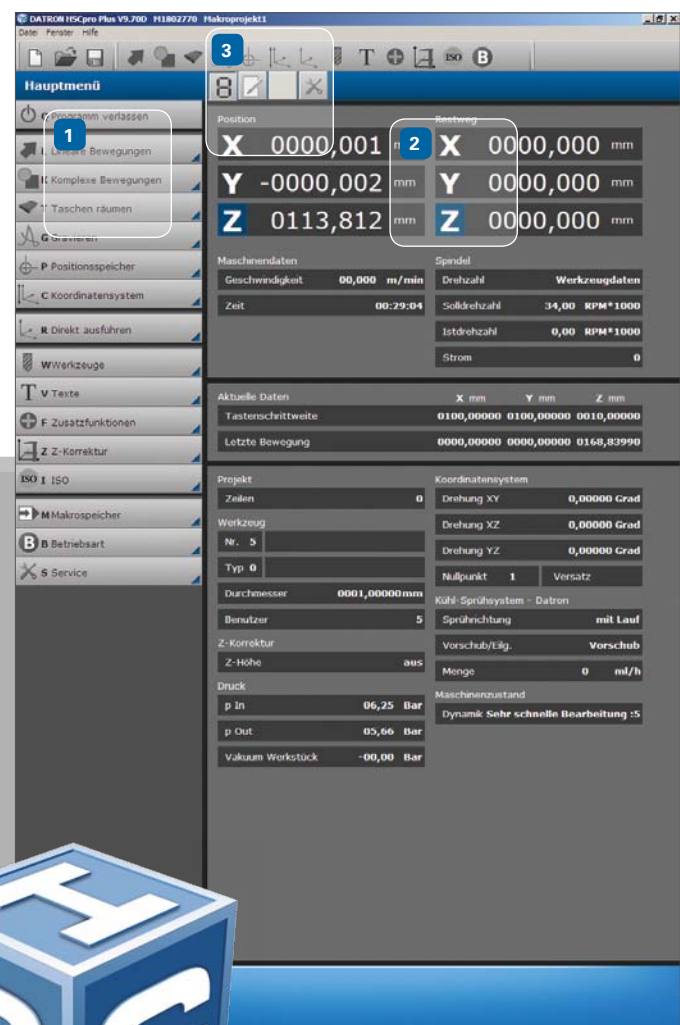 DATRON HSCpro Plus V9.70D M1802770 Makroprojekt1
Datei Fenster Hilfe
3
T
ISO
B
Hauptmenü
8
Programm verlassen
1
Lineare Bewegungen
K Komplexe Bewegungen
T Taschen räumen
G Gravieren
P Positionsspeicher
C Koordinatensystem
R Direkt ausführen
W Werkzeuge
T V Texte
F Zusatzfunktionen
Z Z-Korrektur
ISO I ISO
M Makrospeicher
B B Betriebsart
S Service
Position
X 0000,001
Y -0000,002 mm
Z 0113,812 mm
Restweg
2
X 0000,000 mm
Y 0000,000 mm
Z 0000,000 mm
Maschinendaten
Geschwindigkeit 00,000 m/min
Zeit 00:29:04
Spindel
Drehzahl Werkzeugdaten
Solldrehzahl 34,00 RPM*1000
Istdrehzahl 0,00 RPM*1000
Strom 0
Aktuelle Daten X mm Y mm Z mm
Tastenschrittweite 0100,00000 0100,00000 0010,00000
Letzte Bewegung 0000,00000 0000,00000 0168,83990
Projekt
Zeilen 0
Werkzeug
Nr. 5
Typ 0
Durchmesser 0001,00000mm
Benutzer 5
Z-Korrektur
Z-Höhe aus
Druck
p In 06,25 Bar
p Out 05,66 Bar
Vakuum Werkstück -00,00 Bar
Koordinatensystem
Drehung XY 0,00000 Grad
Drehung XZ 0,00000 Grad
Drehung YZ 0,00000 Grad
Nullpunkt 1 Versatz
Kühl-Sprühsystem - Datron
Sprührichtung mit Lauf
Vorschub/Eilg. Vorschub
Menge 0 ml/h
Maschinenzustand
Dynamik Sehr schnelle Bearbeitung :5
H